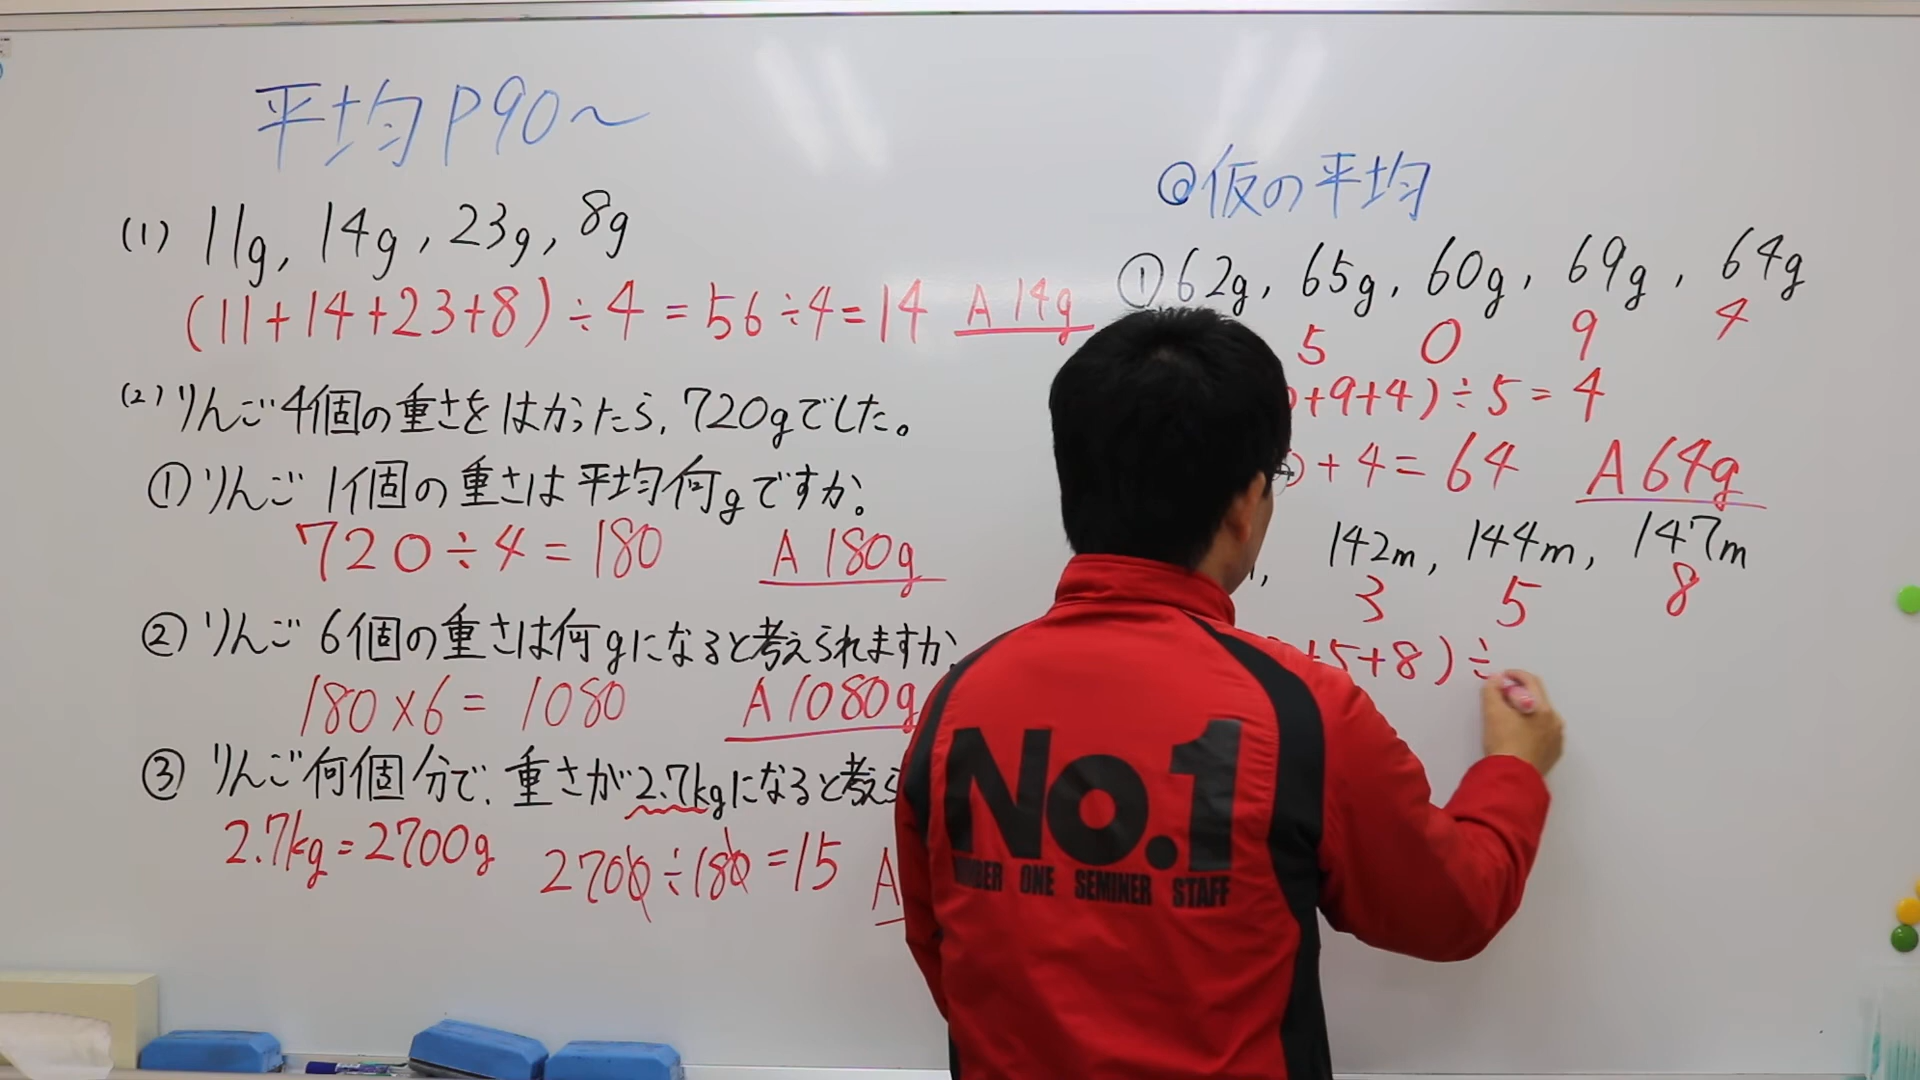 平均P90～
(1) 11g, 14g, 23g, 8g
(11+14+23+8)÷4=56÷4=14 A 14g
(2) りんご4個の重さをはかったら,720gでした。
①りんご1個の重さは平均何gですか。
720÷4=180 A 180g
②りんご6個の重さは何gになると考えられますか
180×6=1080 A 1080g
③りんご何個分で、重さが2.7kgになると考えら
2.7kg=2700g 2700÷180=15 A
◎仮の平均
①62g, 65g, 60g, 69g, 64g
5 0 9 4
+9+4)÷5=4
+4=64 A 64g
142m, 144m, 147m
3 5 8
+5+8)÷
No.1
ONE SEMINER STAFF